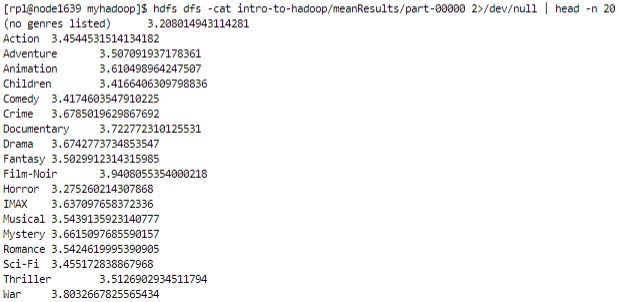 [rpl@node1639 myhadoop]$ hdfs dfs -cat intro-to-hadoop/meanResults/part-00000 2>/dev/null | head -n 20
(no genres listed) 3.208014943114281
Action 3.4544531514134182
Adventure 3.507091937178361
Animation 3.610498964247507
Children 3.4166406309798836
Comedy 3.4174603547910225
Crime 3.6785019629867692
Documentary 3.722772310125531
Drama 3.6742773734853547
Fantasy 3.5029912314315985
Film-Noir 3.9408055354000218
Horror 3.275260214307868
IMAX 3.637097658372336
Musical 3.5439135923140777
Mystery 3.6615097685590157
Romance 3.5424619995390905
Sci-Fi 3.455172838867968
Thriller 3.5126902934511794
War 3.8032667825565434